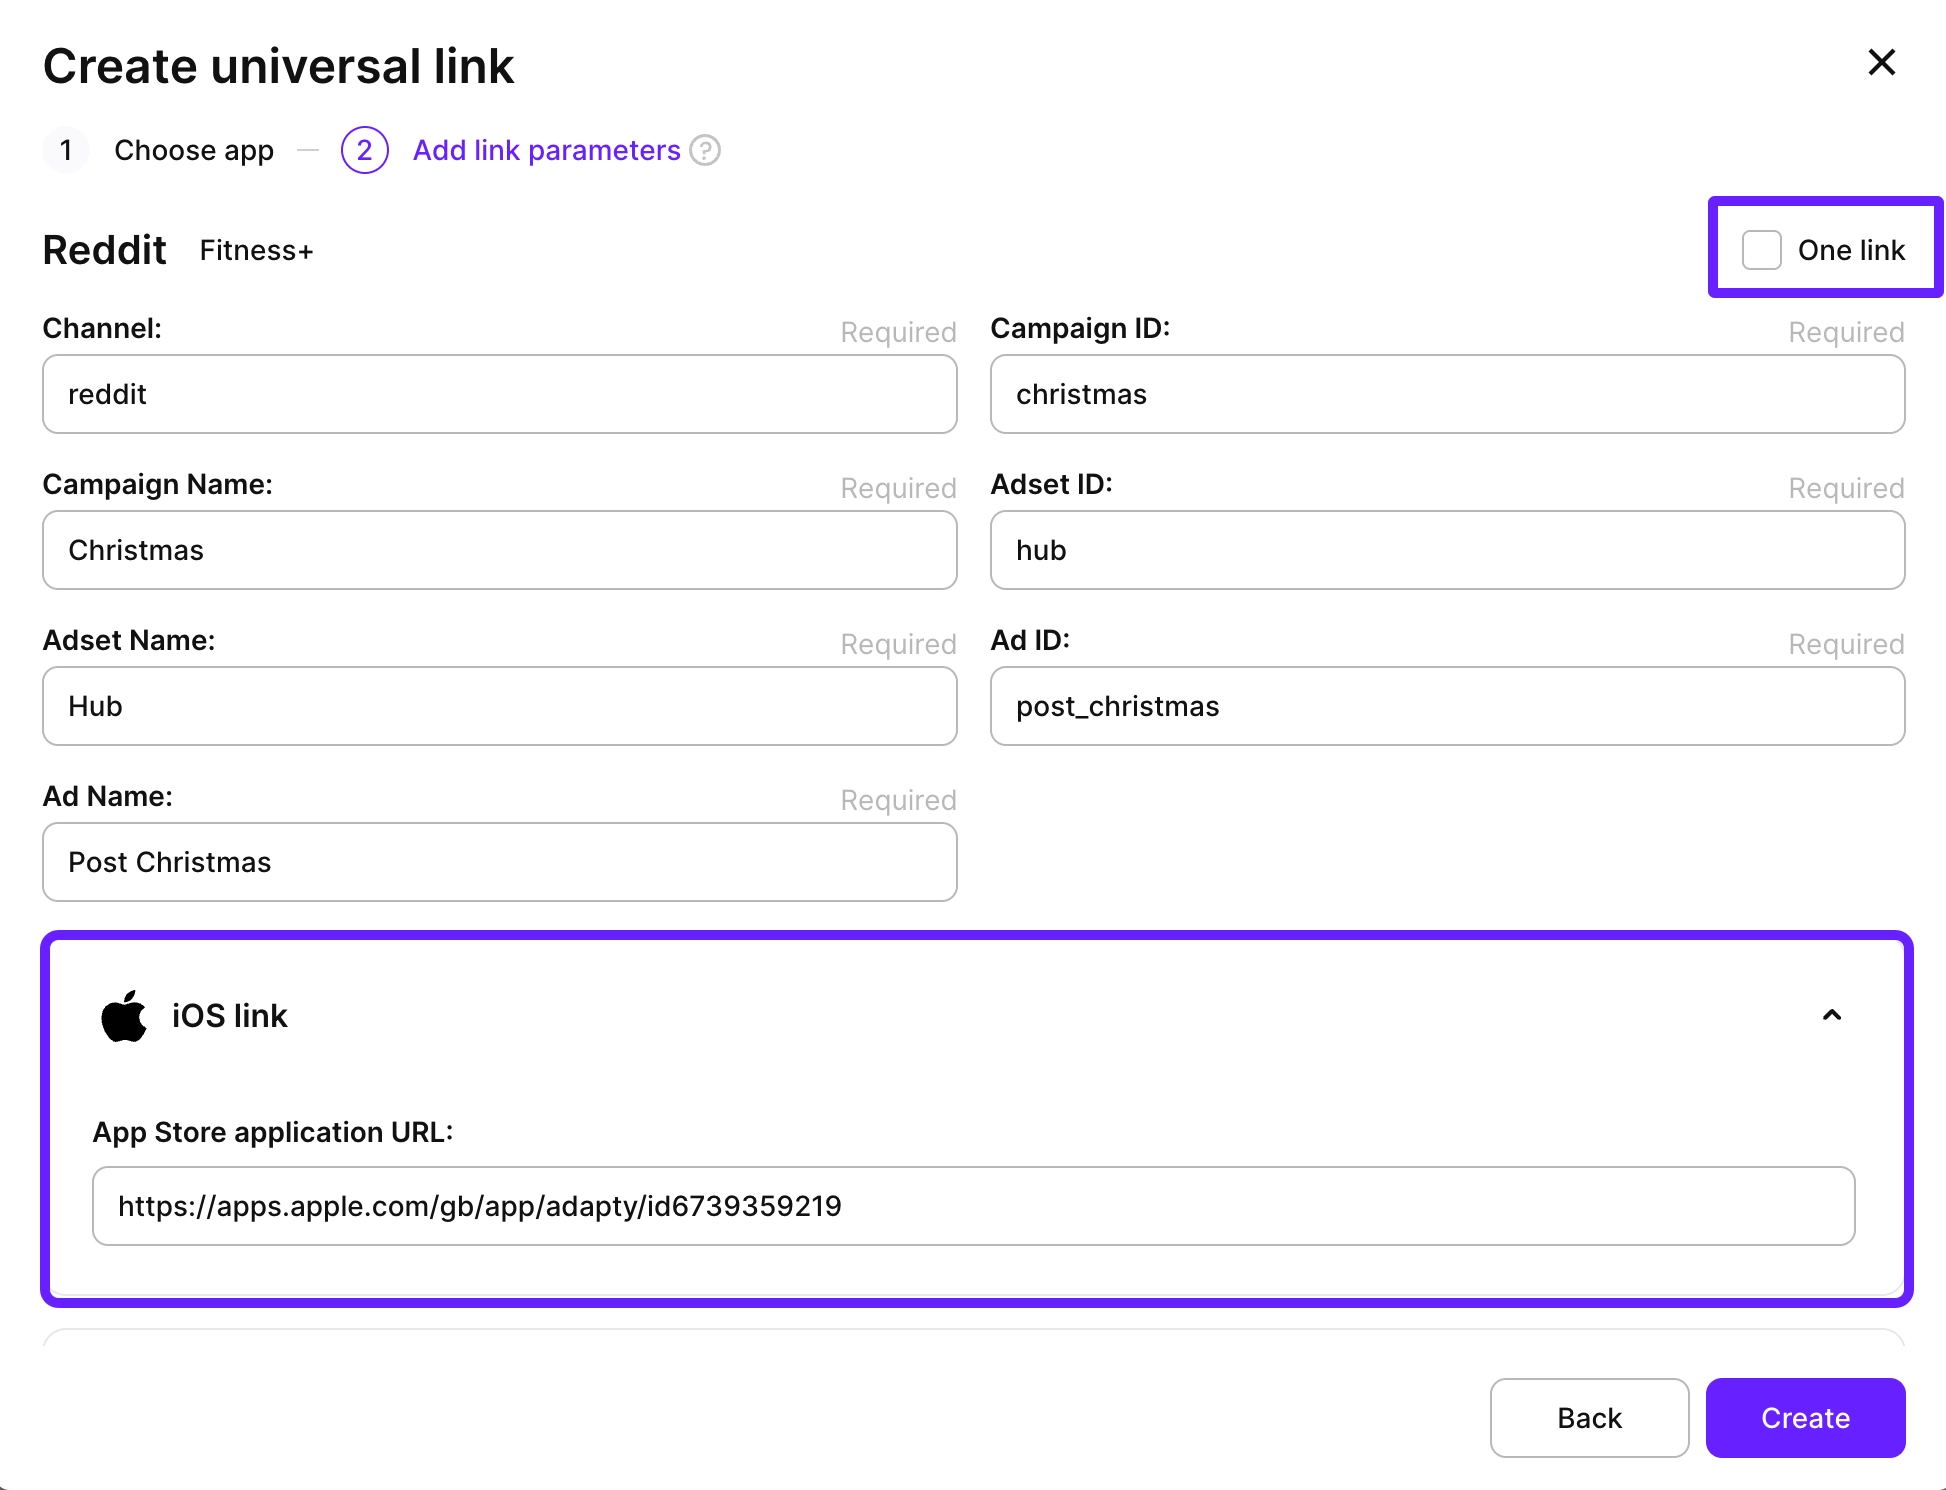 Create universal link
1 Choose app — 2 Add link parameters ?
Reddit Fitness+
One link
Channel: Required
reddit
Campaign ID: Required
christmas
Campaign Name: Required
Christmas
Adset ID: Required
hub
Adset Name: Required
Hub
Ad ID: Required
post_christmas
Ad Name: Required
Post Christmas
iOS link
App Store application URL:
https://apps.apple.com/gb/app/adapty/id6739359219
Back
Create